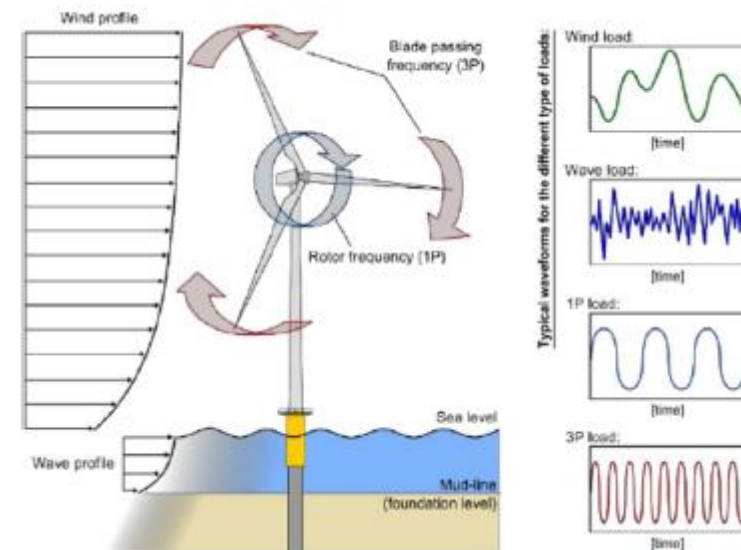 Wind profile
Blade passing
frequency (3P)
Rotor frequency (1P)
Sea level
Wave profile
Mud-line
(foundation level)
Typical waveforms for the different type of loads:
Wind load:
[time]
Wave load:
[time]
1P load:
[time]
3P load:
[time]